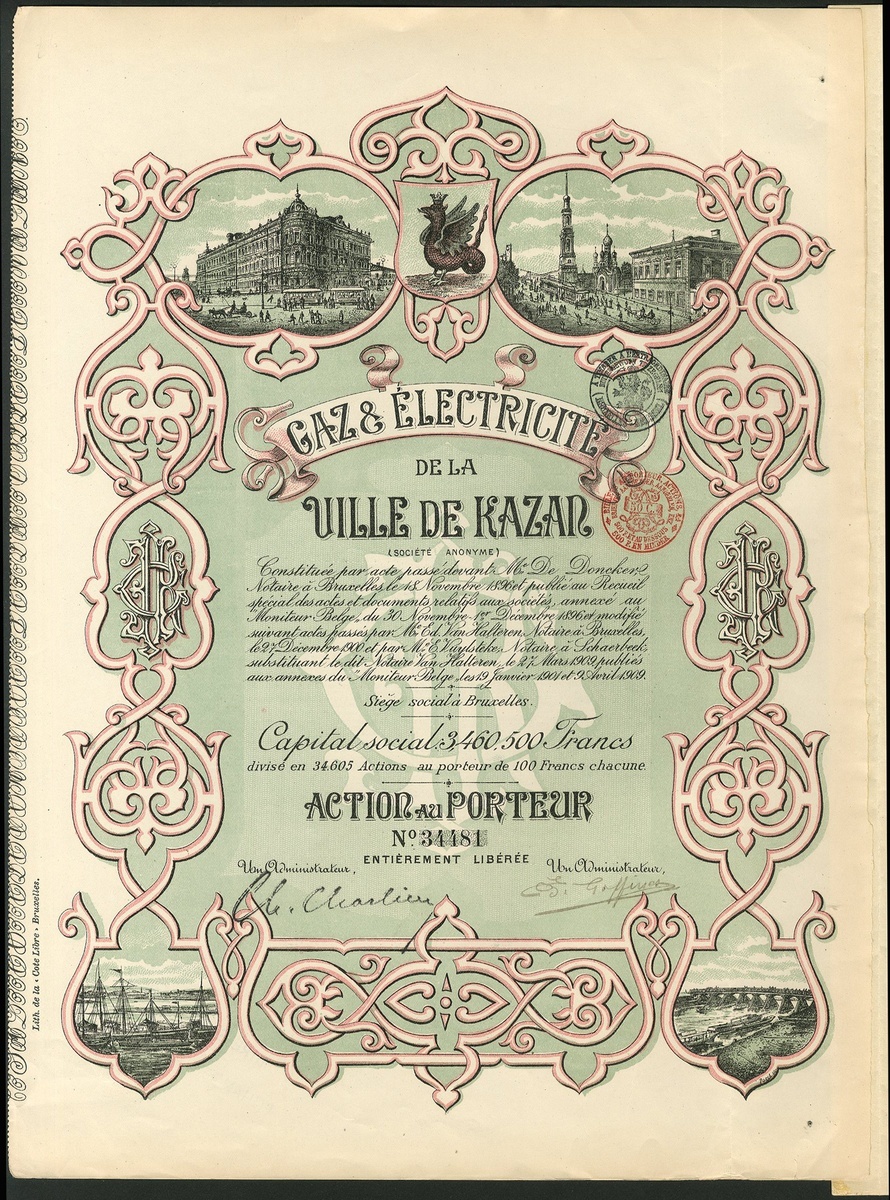 GAZ & ÉLECTRICITÉ
DE LA
VILLE DE KAZAN
(SOCIÉTÉ ANONYME)
Constituée par acte passé devant Me De Doncker,
Notaire à Bruxelles, le 18 Novembre 1896 et publié au Recueil
spécial des actes et documents relatifs aux sociétés, annexé au
"Moniteur Belge" du 30 Novembre-1er Décembre 1896 et modifié
suivant actes passés par Me Ed. Van Halteren, Notaire à Bruxelles,
le 27 Décembre 1900 et par Me E. Vuylsteke, Notaire, à Schaerbeek,
substituant le dit Notaire Van Halteren, le 27 Mars 1909, publiés
aux annexes du "Moniteur Belge" les 19 Janvier 1901 et 9 Avril 1909.
Siège social à Bruxelles.
Capital social: 3,460,500 Francs
divisé en 34.605 Actions au porteur de 100 Francs chacune.
ACTION AU PORTEUR
No. 34481
ENTIÈREMENT LIBÉRÉE
Un Administrateur, Un Administrateur,
Lith. de la « Cote Libre » Bruxelles.
50 C.